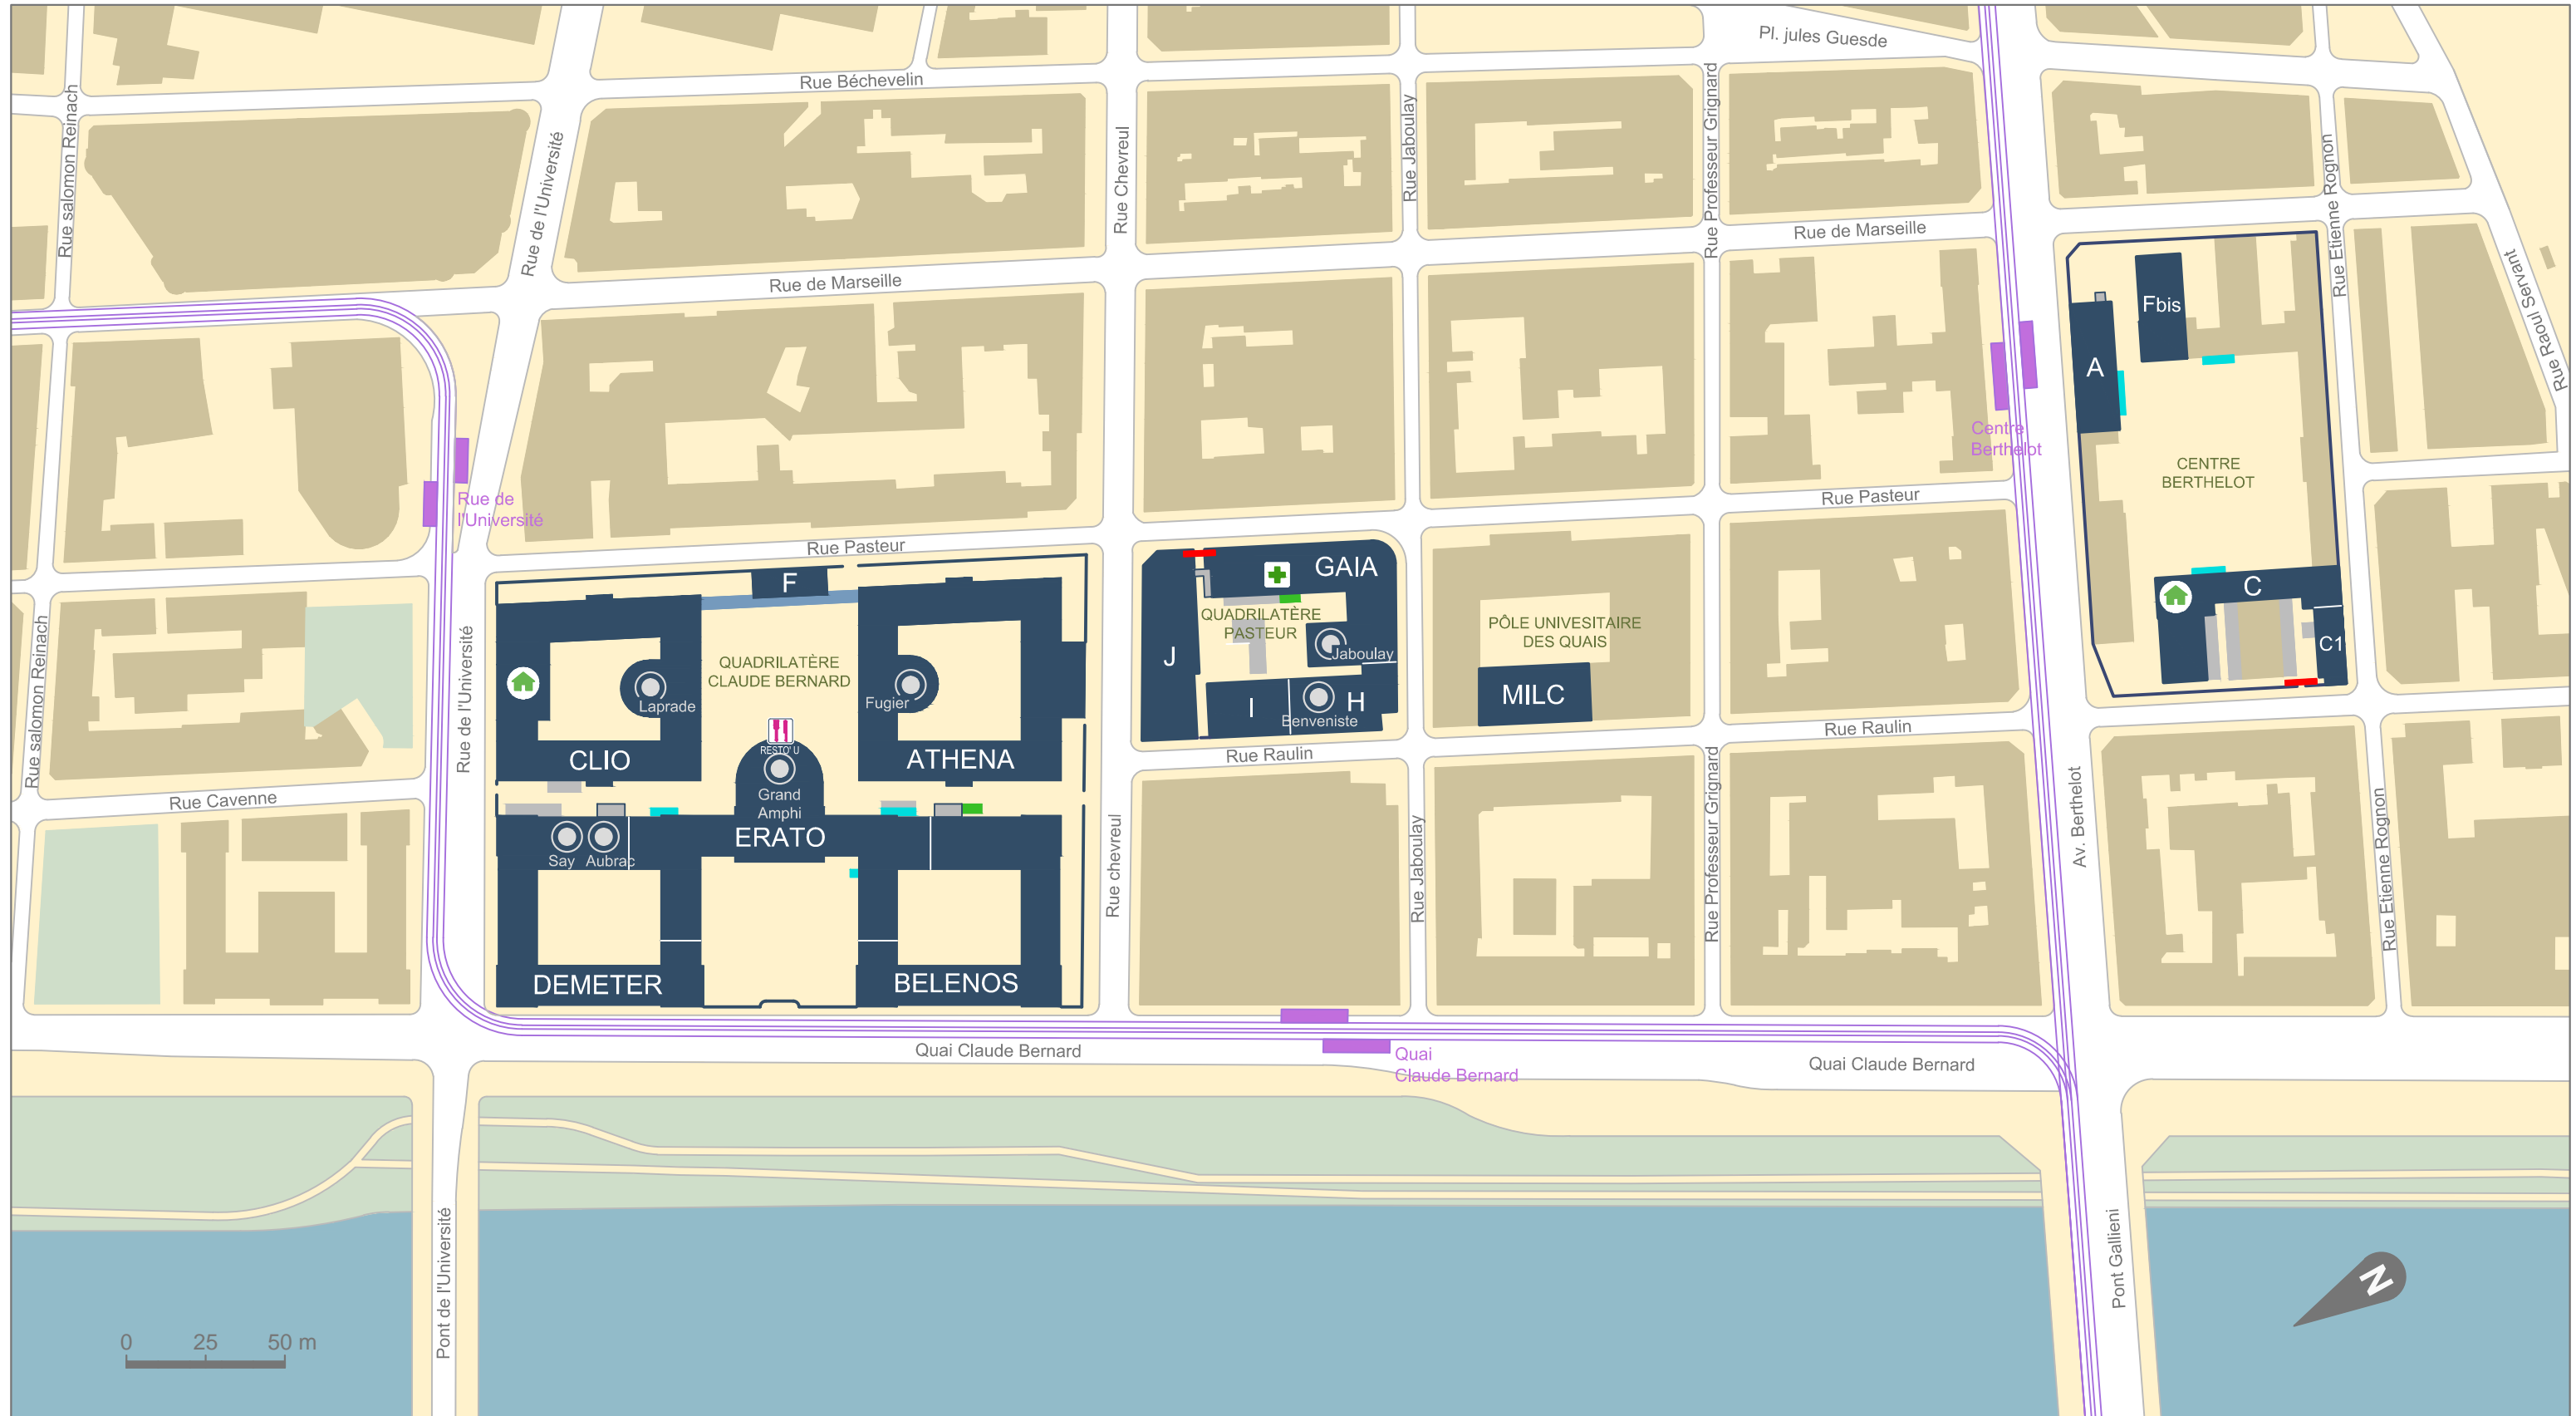 Pl. jules Guesde
Rue Béchevelin
Rue salomon Reinach
Rue de l'Université
Rue Chevreul
Rue Jaboulay
Rue Professeur Grignard
Rue Etienne Rognon
Rue Raoul Servant
Rue de Marseille
Rue de Marseille
Fbis
A
Centre
Berthelot
CENTRE
BERTHELOT
Rue de
l'Université
Rue Pasteur
Rue Pasteur
F
GAIA
QUADRILATÈRE
PASTEUR
J
Jaboulay
I
H
Benveniste
PÔLE UNIVESITAIRE
DES QUAIS
MILC
C
C1
QUADRILATÈRE
CLAUDE BERNARD
Laprade
Fugier
CLIO
RESTO' U
ATHENA
Grand
Amphi
ERATO
Say
Aubrac
DEMETER
BELENOS
Rue salomon Reinach
Rue de l'Université
Rue Cavenne
Rue Raulin
Rue Raulin
Rue chevreul
Rue Jaboulay
Rue Professeur Grignard
Av. Berthelot
Rue Etienne Rognon
Quai Claude Bernard
Quai
Claude Bernard
Quai Claude Bernard
Pont de l'Université
Pont Gallieni
N
0 25 50 m